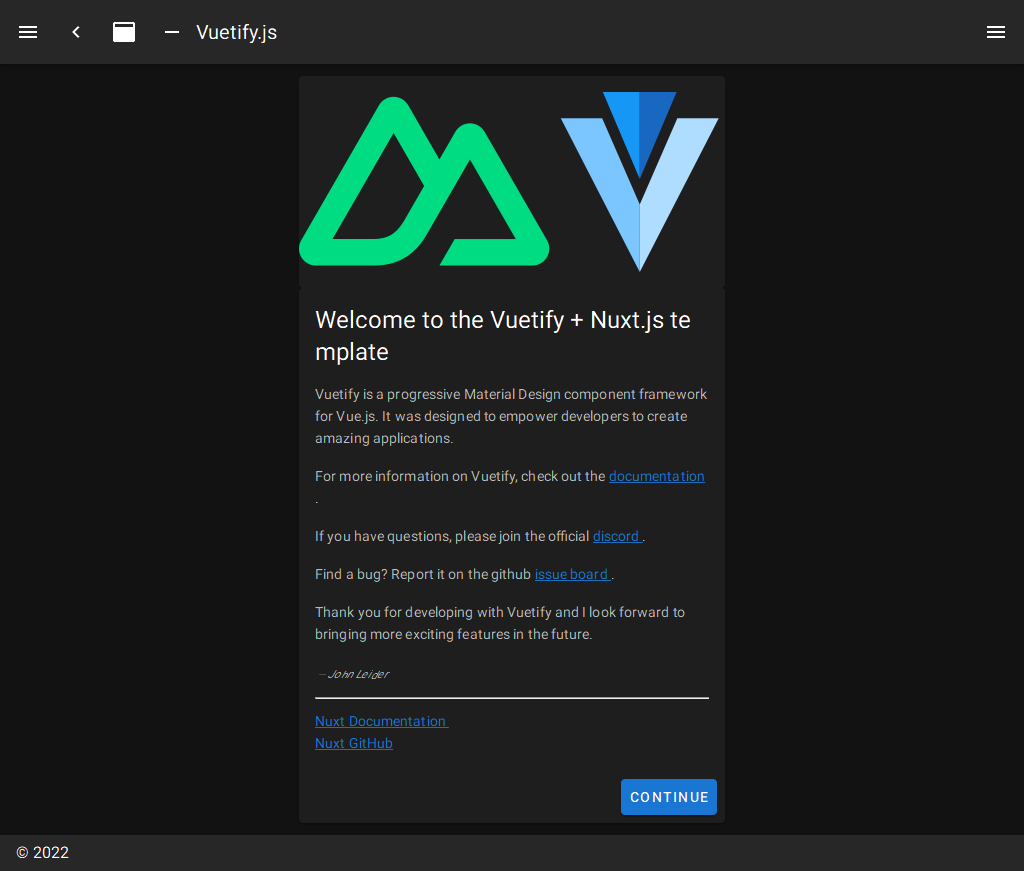 Vuetify.js
Welcome to the Vuetify + Nuxt.js te
mplate
Vuetify is a progressive Material Design component framework
for Vue.js. It was designed to empower developers to create
amazing applications.
For more information on Vuetify, check out the documentation
.
If you have questions, please join the official discord .
Find a bug? Report it on the github issue board .
Thank you for developing with Vuetify and I look forward to
bringing more exciting features in the future.
— John Leider
Nuxt Documentation
Nuxt GitHub
CONTINUE
© 2022